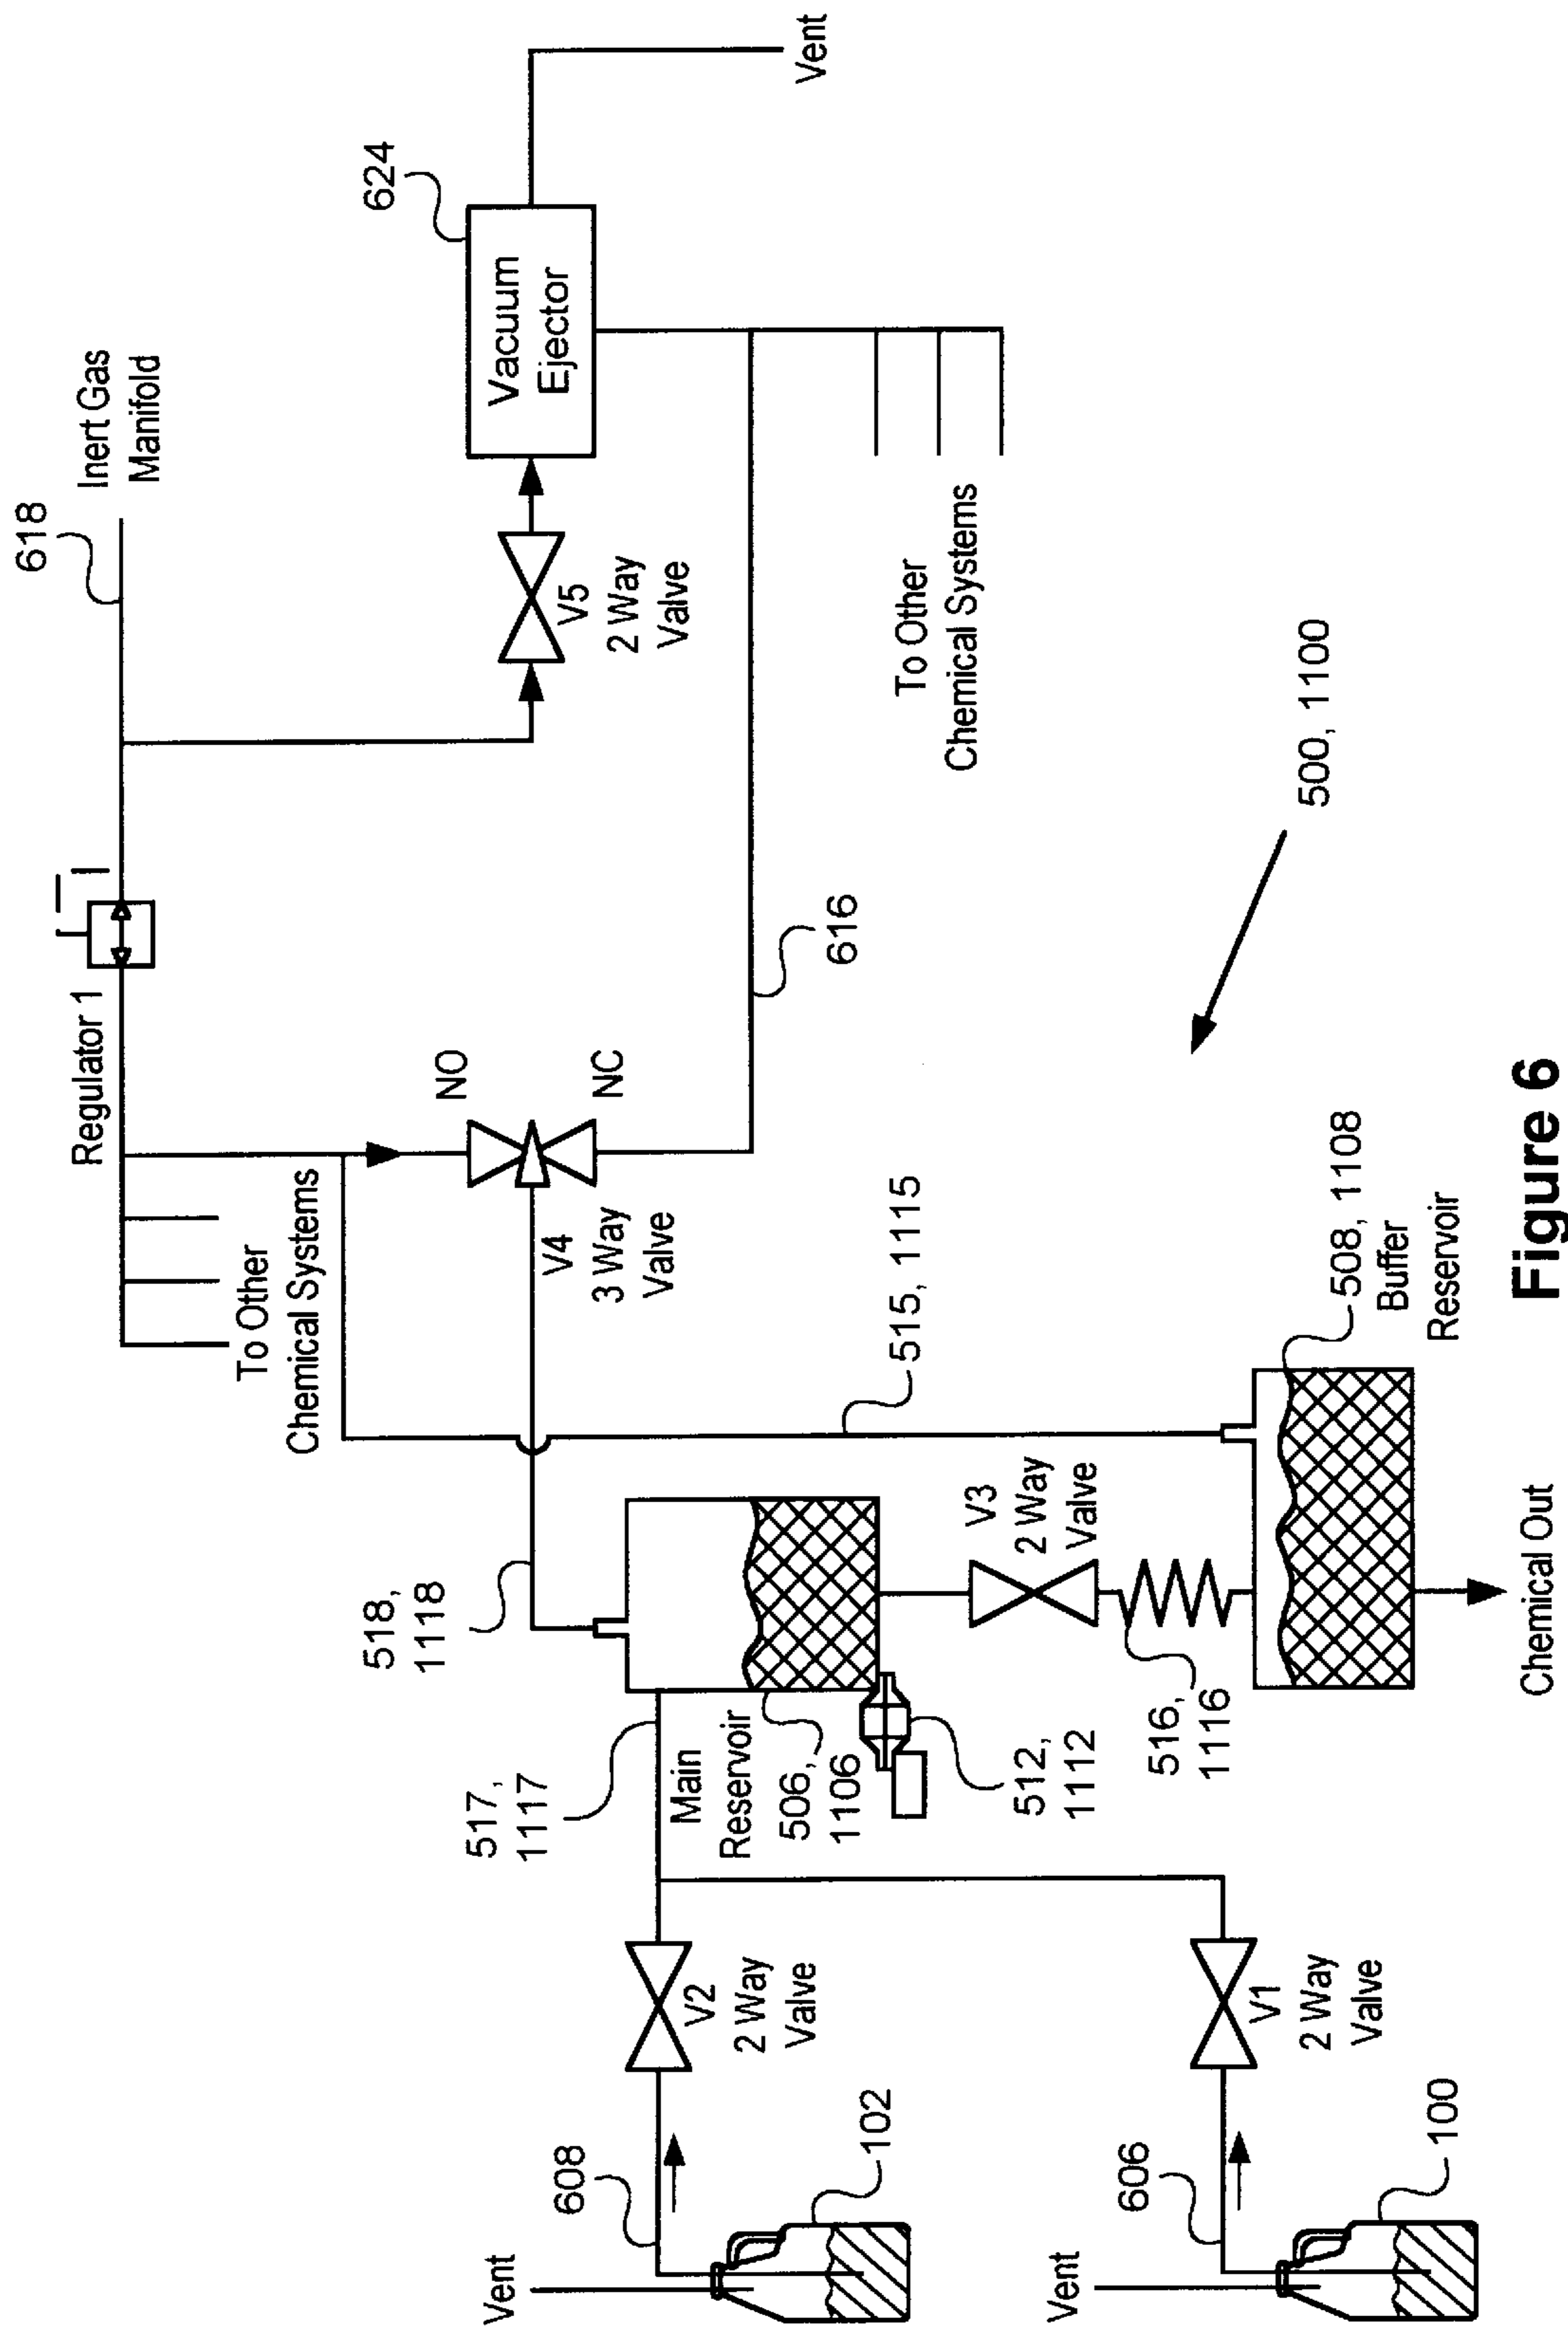 618
Inert Gas
Manifold
Regulator 1
To Other
Chemical Systems
NO
NC
V4
3 Way
Valve
V5
2 Way
Valve
Vacuum
Ejector
624
Vent
616
To Other
Chemical Systems
518,
1118
517,
1117
Main
Reservoir
506,
1106
512,
1112
V3
2 Way
Valve
516,
1116
515, 1115
508, 1108
Buffer
Reservoir
Chemical Out
500, 1100
Vent
608
102
V2
2 Way
Valve
Vent
606
100
V1
2 Way
Valve
Figure 6